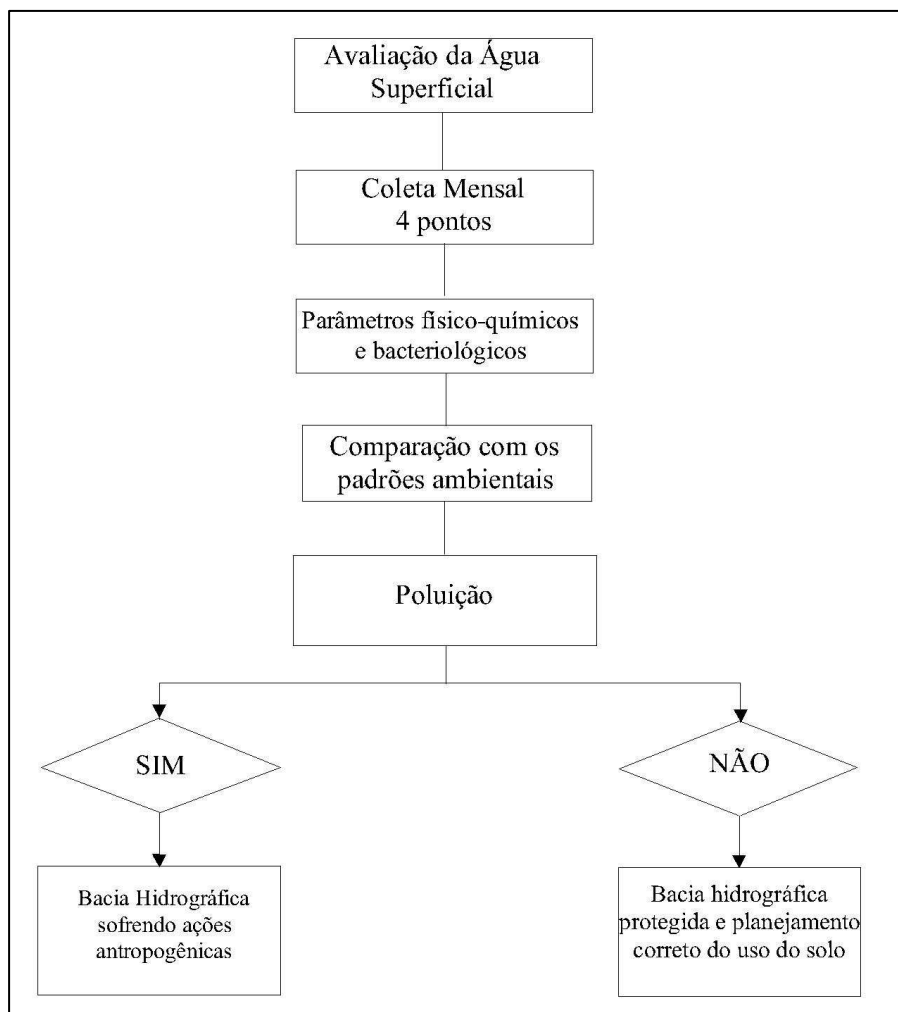 Avaliação da Água
Superficial
Coleta Mensal
4 pontos
Parâmetros físico-químicos
e bacteriológicos
Comparação com os
padrões ambientais
Poluição
SIM
NÃO
Bacia Hidrográfica
sofrendo ações
antropogênicas
Bacia hidrográfica
protegida e planejamento
correto do uso do solo